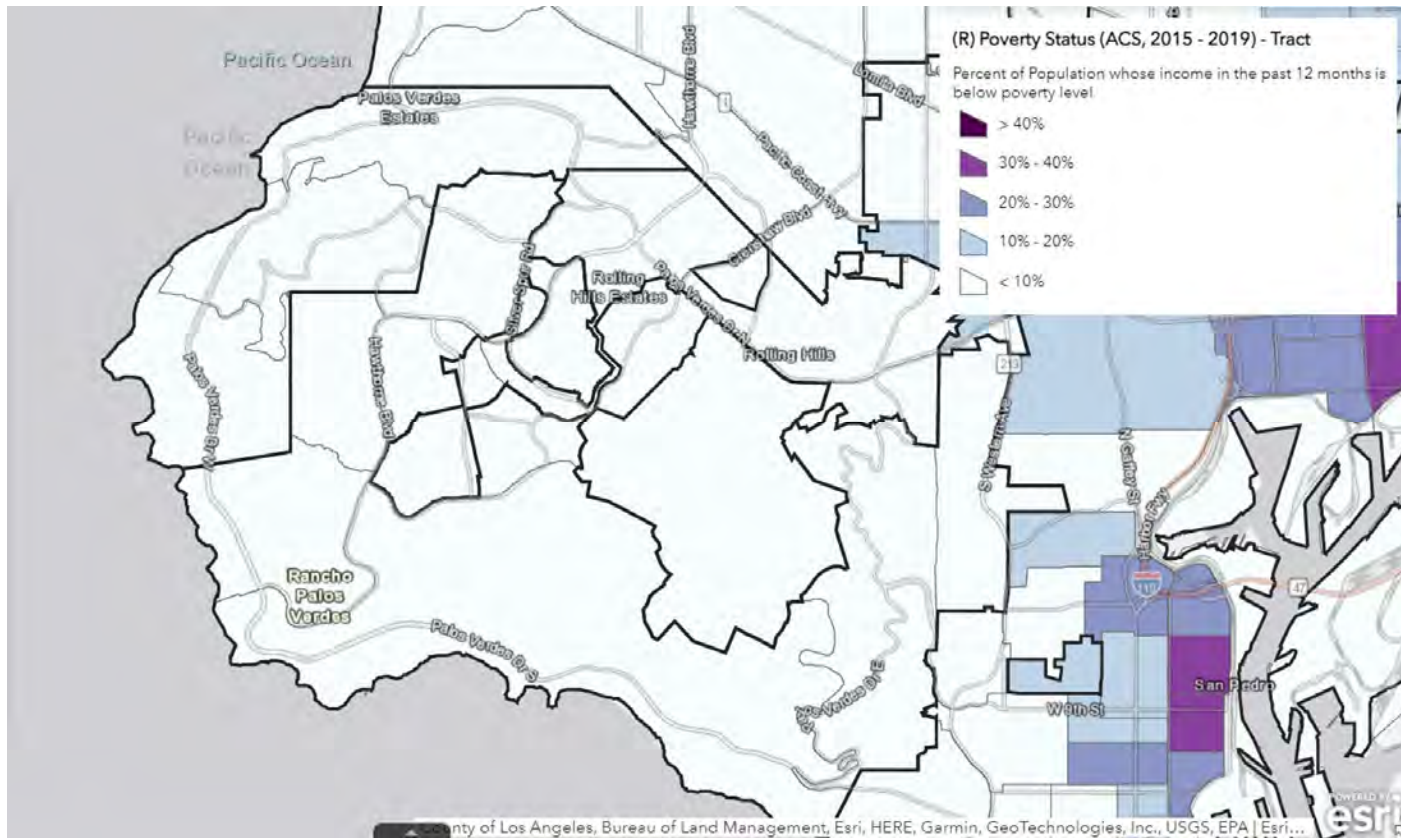 (R) Poverty Status (ACS, 2015 - 2019) - Tract
Percent of Population whose income in the past 12 months is
below poverty level
> 40%
30% - 40%
20% - 30%
10% - 20%
< 10%
Pacific Ocean
Pacific
Ocean
Palos Verdes
Estates
Hawthorne Blvd
1
Lomita Blvd
Pacific Coast Hwy
Crenshaw Blvd
Silver Spur Rd
Rolling
Hills Estates
Palos Verdes Dr N
Rolling Hills
Palos Verdes Dr W
Hawthorne Blvd
213
S Western Ave
N Gaffey St
Harbor Fwy
110
47
Rancho
Palos
Verdes
Palos Verdes Dr S
Palos Verdes Dr E
San Pedro
W 9th St
POWERED BY
esri
County of Los Angeles, Bureau of Land Management, Esri, HERE, Garmin, GeoTechnologies, Inc., USGS, EPA | Esri...